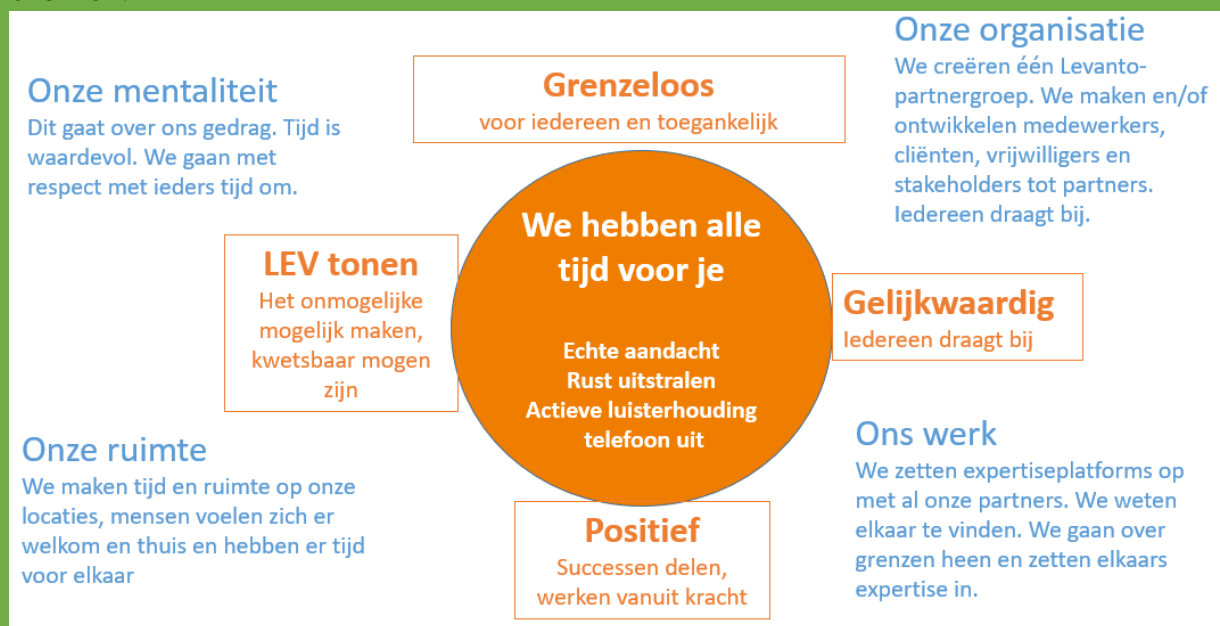 Onze mentaliteit
Dit gaat over ons gedrag. Tijd is
waardevol. We gaan met
respect met ieders tijd om.
Grenzeloos
voor iedereen en toegankelijk
Onze organisatie
We creëren één Levanto-
partnergroep. We maken en/of
ontwikkelen medewerkers,
cliënten, vrijwilligers en
stakeholders tot partners.
Iedereen draagt bij.
LEV tonen
Het onmogelijke
mogelijk maken,
kwetsbaar mogen
zijn
We hebben alle
tijd voor je
Echte aandacht
Rust uitstralen
Actieve luisterhouding
telefoon uit
Gelijkwaardig
Iedereen draagt bij
Onze ruimte
We maken tijd en ruimte op onze
locaties, mensen voelen zich er
welkom en thuis en hebben er tijd
voor elkaar
Positief
Successen delen,
werken vanuit kracht
Ons werk
We zetten expertiseplatforms op
met al onze partners. We weten
elkaar te vinden. We gaan over
grenzen heen en zetten elkaars
expertise in.